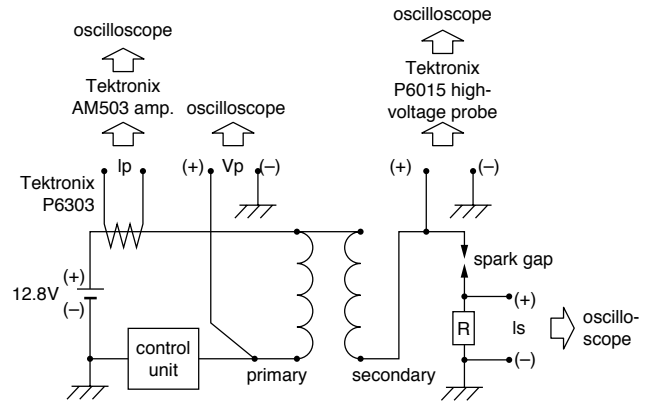 oscilloscope
oscilloscope
Tektronix
AM503 amp.
oscilloscope
Tektronix
P6015 high-
voltage probe
Ip
(+)
Vp
(–)
(+)
(–)
Tektronix
P6303
12.8V
(+)
(–)
spark gap
(+)
R
Is
oscillo-
scope
(–)
control
unit
primary
secondary